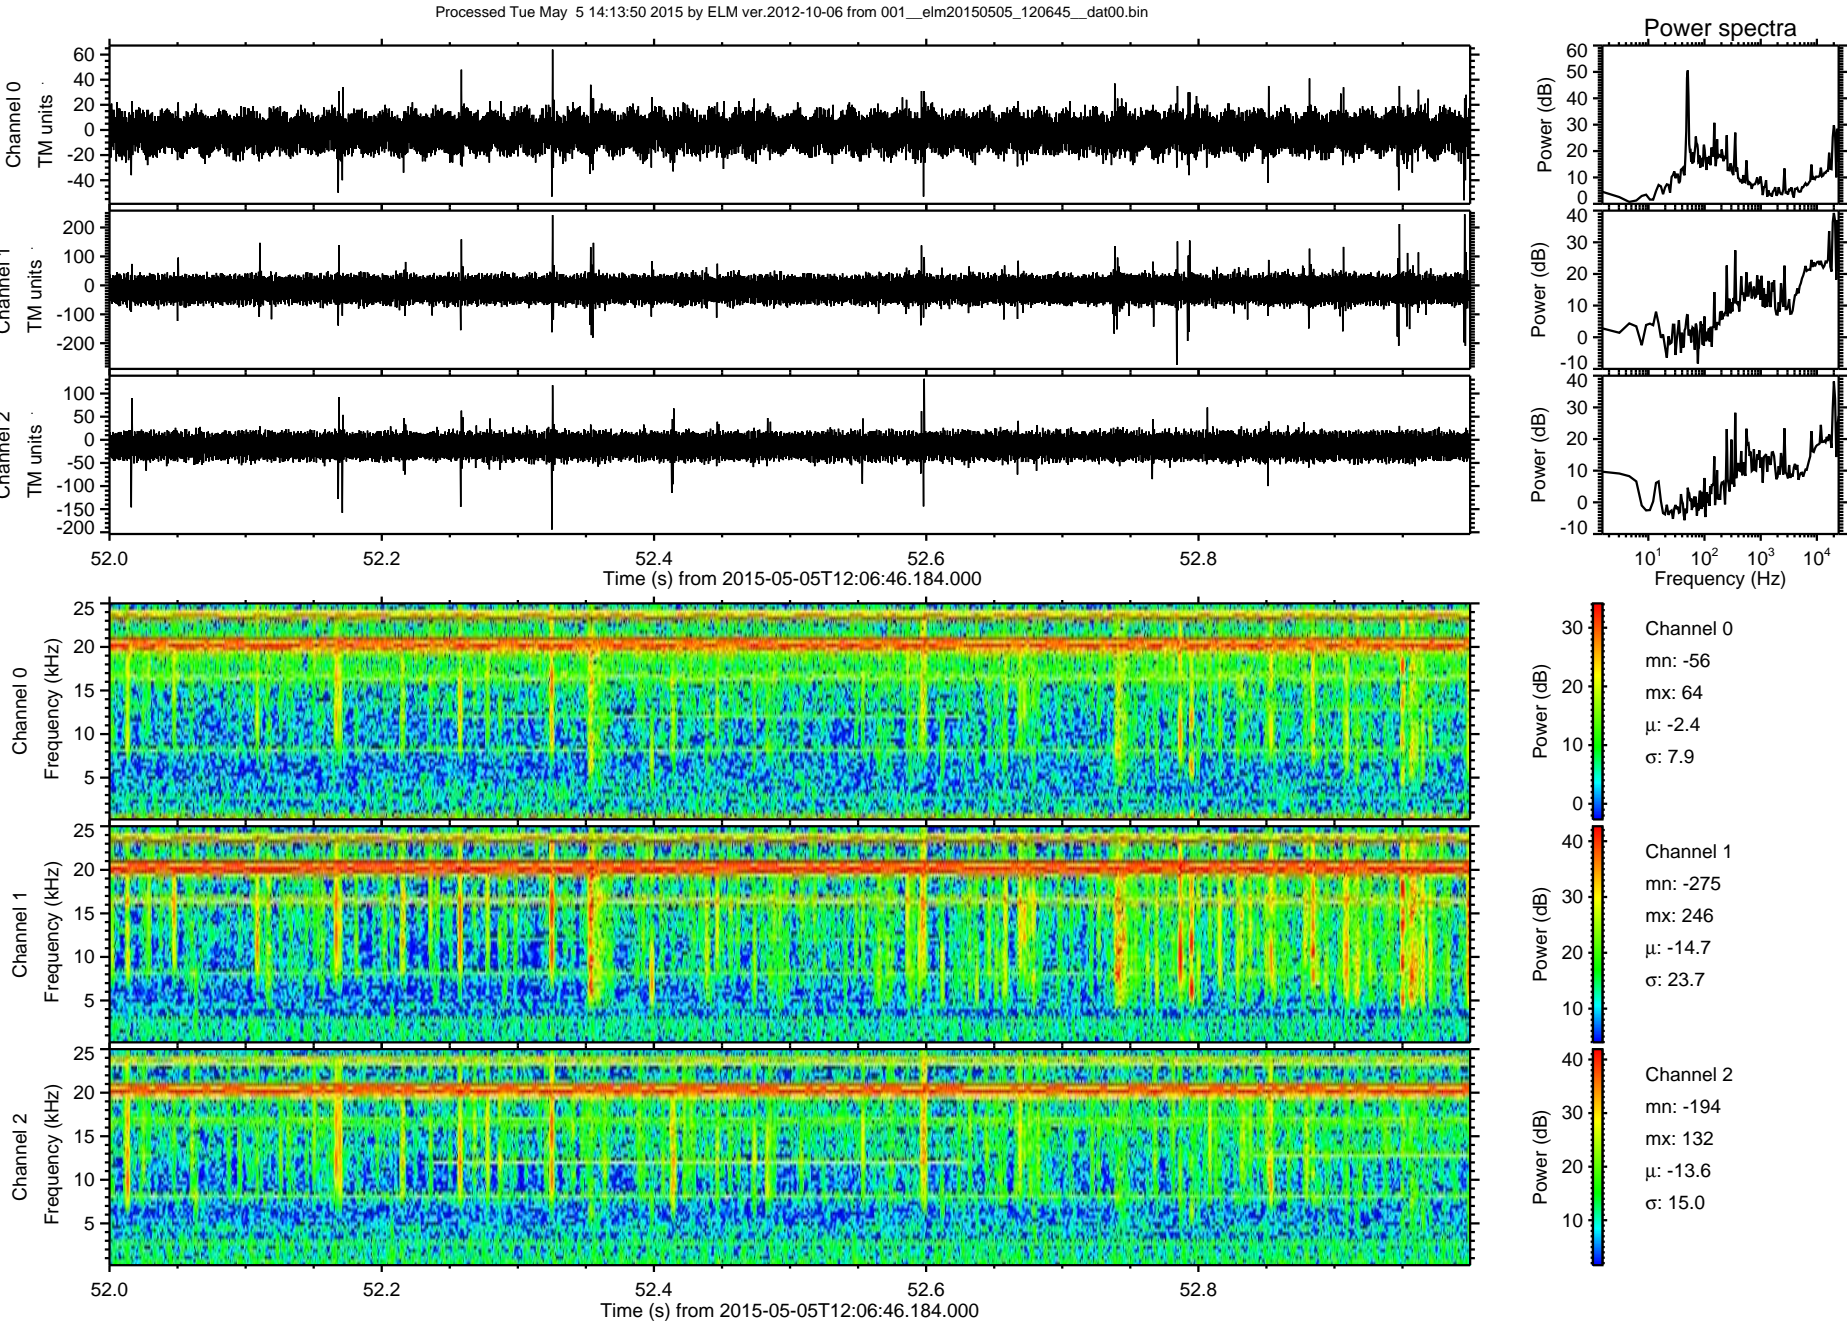 Processed Tue May 5 14:13:50 2015 by ELM ver.2012-10-06 from 001__elm20150505_120645__dat00.bin
Power spectra
Channel 0
TM units
60
40
20
0
-20
-40
Power (dB)
60
50
40
30
20
10
0
Channel 1
TM units
200
100
0
-100
-200
Power (dB)
40
30
20
10
0
-10
Channel 2
TM units
100
50
0
-50
-100
-150
-200
Power (dB)
40
30
20
10
0
-10
52.0 52.2 52.4 52.6 52.8
Time (s) from 2015-05-05T12:06:46.184.000
10^1 10^2 10^3 10^4
Frequency (Hz)
Channel 0
Frequency (kHz)
25
20
15
10
5
Power (dB)
30
20
10
0
Channel 0
mn: -56
mx: 64
μ: -2.4
σ: 7.9
Channel 1
Frequency (kHz)
25
20
15
10
5
Power (dB)
40
30
20
10
Channel 1
mn: -275
mx: 246
μ: -14.7
σ: 23.7
Channel 2
Frequency (kHz)
25
20
15
10
5
Power (dB)
40
30
20
10
Channel 2
mn: -194
mx: 132
μ: -13.6
σ: 15.0
52.0 52.2 52.4 52.6 52.8
Time (s) from 2015-05-05T12:06:46.184.000